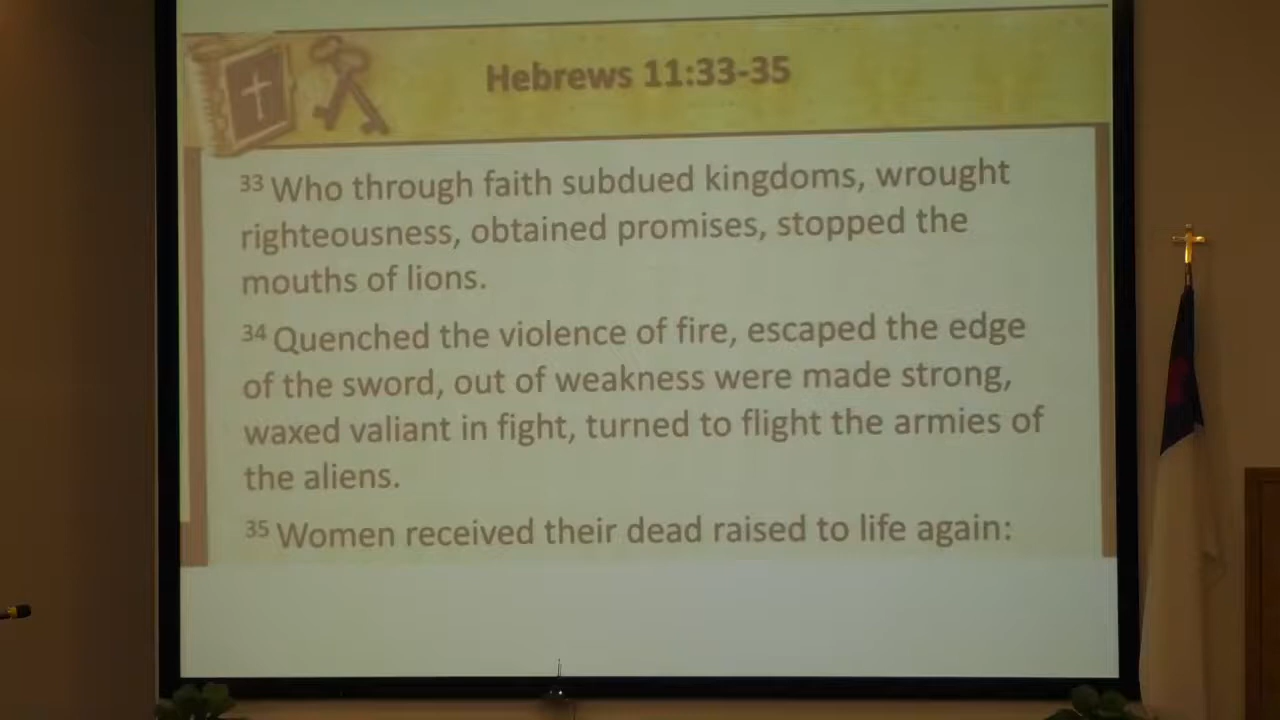 Hebrews 11:33-35
33 Who through faith subdued kingdoms, wrought
righteousness, obtained promises, stopped the
mouths of lions.
34 Quenched the violence of fire, escaped the edge
of the sword, out of weakness were made strong,
waxed valiant in fight, turned to flight the armies of
the aliens.
35 Women received their dead raised to life again: